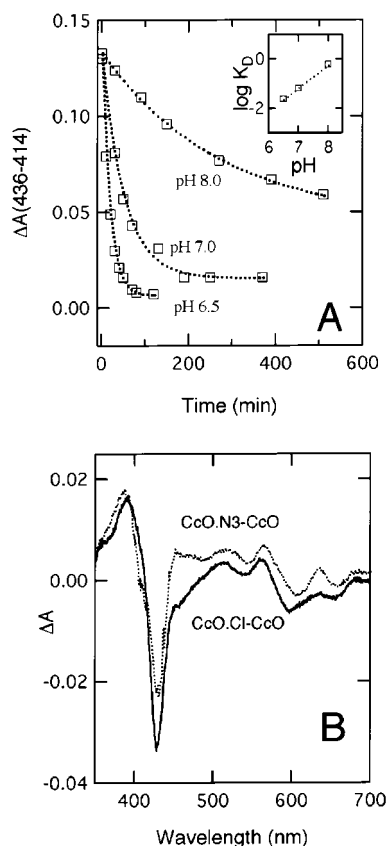 0.15
0.10
0.05
0.00
ΔA(436-414)
0
-2
log K_D
6
7
8
pH
pH 8.0
pH 7.0
pH 6.5
A
0
200
400
600
Time (min)
0.02
0.00
-0.02
-0.04
ΔA
CcO.N3-CcO
CcO.Cl-CcO
B
400
500
600
700
Wavelength (nm)